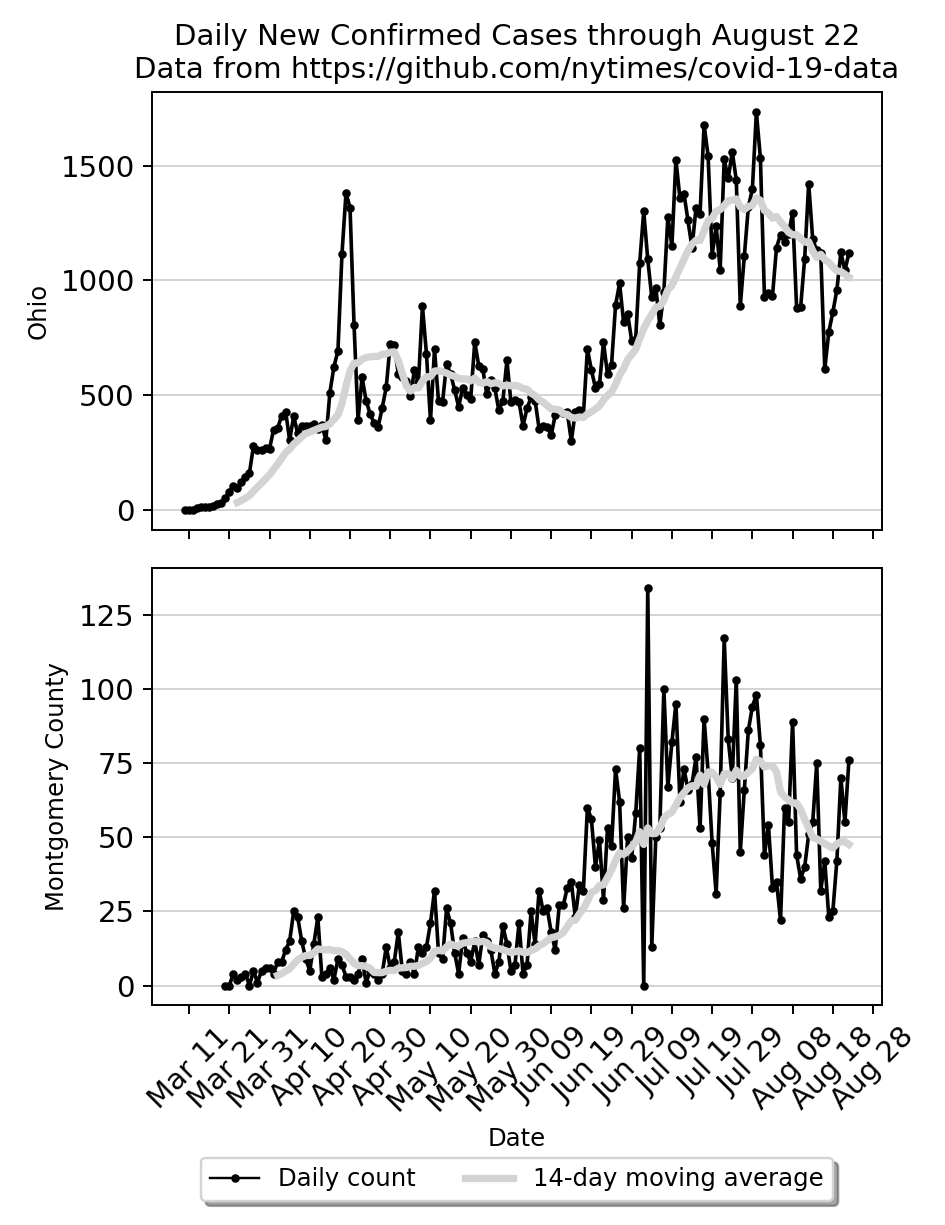 Daily New Confirmed Cases through August 22
Data from https://github.com/nytimes/covid-19-data
1500
1000
500
0
Ohio
125
100
75
50
25
0
Montgomery County
Mar 11
Mar 21
Mar 31
Apr 10
Apr 20
Apr 30
May 10
May 20
May 30
Jun 09
Jun 19
Jun 29
Jul 09
Jul 19
Jul 29
Aug 08
Aug 18
Aug 28
Date
Daily count
14-day moving average